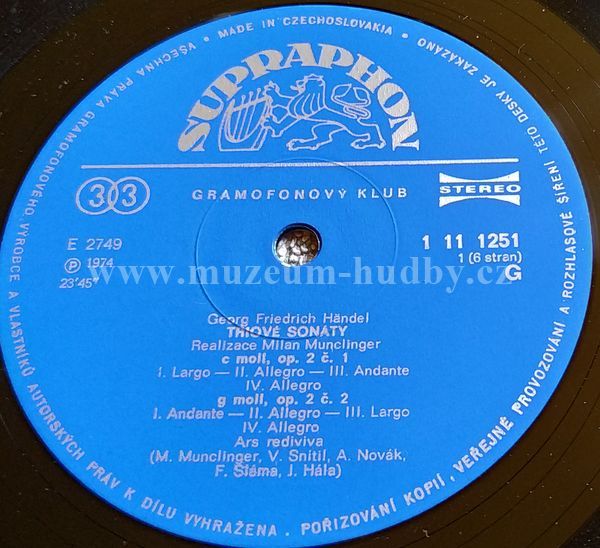 VŠECHNA PRÁVA GRAMOFONOVÉHO VÝROBCE A VLASTNÍKŮ AUTORSKÝCH PRÁV K DÍLU VYHRAŽENA . POŘIZOVÁNÍ KOPIÍ, VEŘEJNÉ PROVOZOVÁNÍ A ROZHLASOVÉ ŠÍŘENÍ TÉTO DESKY JE ZAKÁZÁNO
• MADE IN CZECHOSLOVAKIA •
SUPRAPHON
33 GRAMOFONOVÝ KLUB STEREO
E 2749 1 11 1251
Ⓟ 1974 1 (6 stran)
23'45" G
www.muzeum-hudby.cz
Georg Friedrich Händel
TRIOVÉ SONÁTY
Realizace Milan Munclinger
c moll, op. 2 č. 1
I. Largo — II. Allegro — III. Andante
IV. Allegro
g moll, op. 2 č. 2
I. Andante — II. Allegro — III. Largo
IV. Allegro
Ars rediviva
(M. Munclinger, V. Snítil, A. Novák,
F. Sláma, J. Hála)